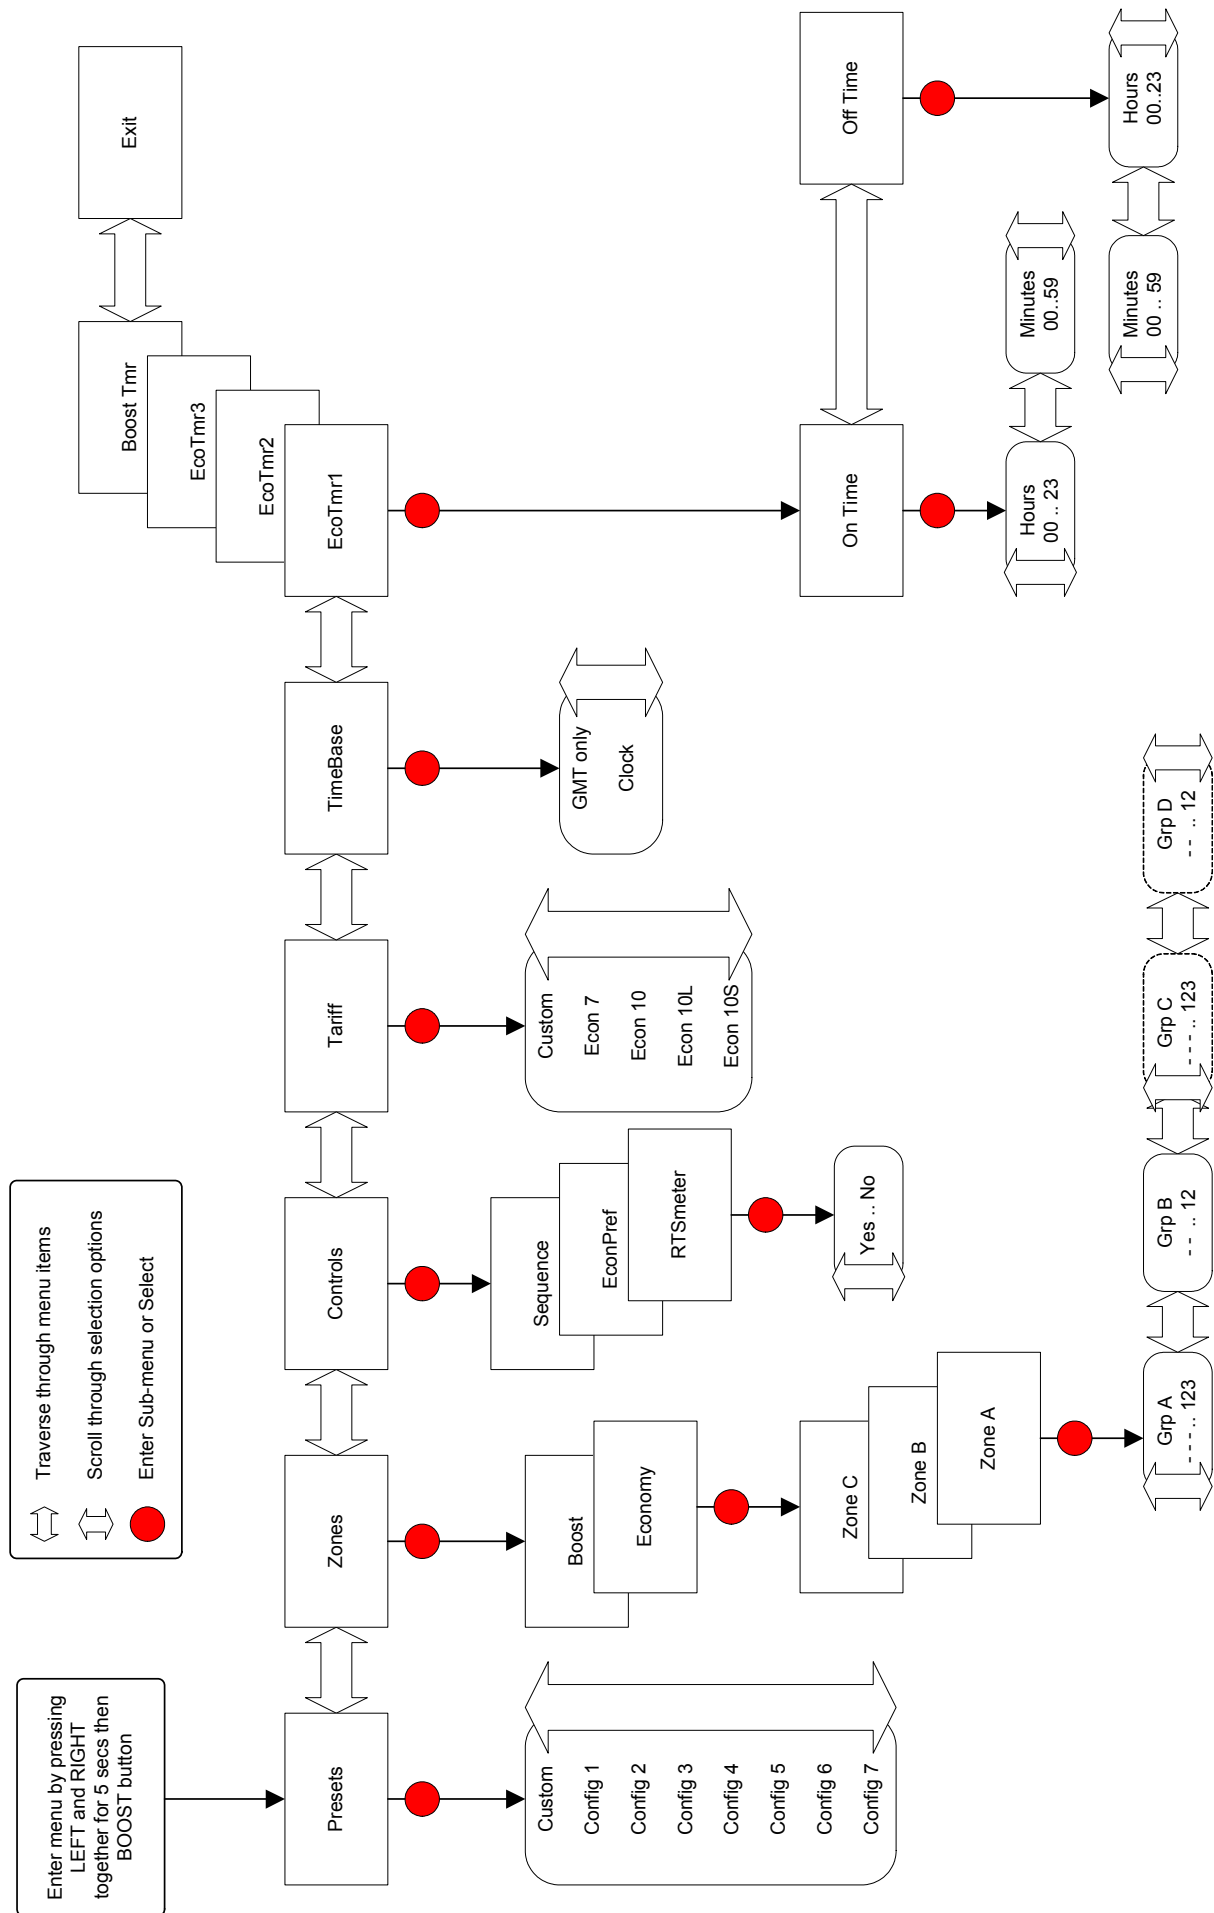 Enter menu by pressing
LEFT and RIGHT
together for 5 secs then
BOOST button
Traverse through menu items
Scroll through selection options
Enter Sub-menu or Select
Presets
Zones
Controls
Tariff
TimeBase
EcoTmr1
EcoTmr2
EcoTmr3
Boost Tmr
Exit
Custom
Config 1
Config 2
Config 3
Config 4
Config 5
Config 6
Config 7
Boost
Economy
Zone C
Zone B
Zone A
Grp A
- - - .. 123
Grp B
- - .. 12
Grp C
- - - .. 123
Grp D
- - .. 12
Sequence
EconPref
RTSmeter
Yes .. No
Custom
Econ 7
Econ 10
Econ 10L
Econ 10S
GMT only
Clock
On Time
Off Time
Hours
00 .. 23
Minutes
00..59
Minutes
00 .. 59
Hours
00..23